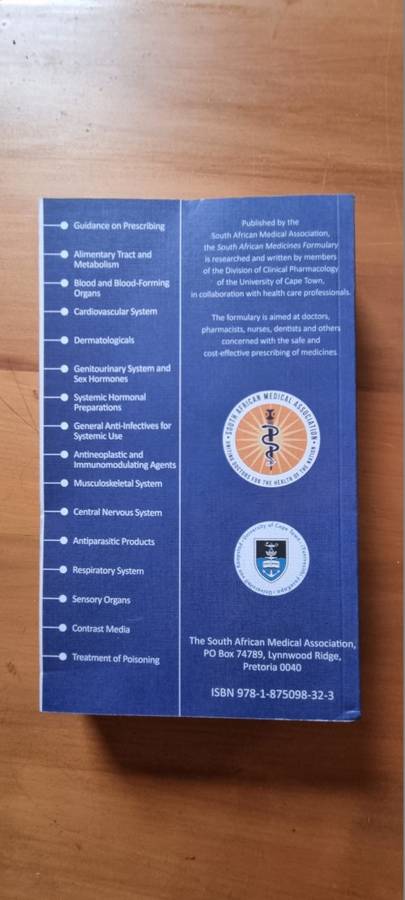 Guidance on Prescribing
Alimentary Tract and
Metabolism
Blood and Blood-Forming
Organs
Cardiovascular System
Dermatologicals
Genitourinary System and
Sex Hormones
Systemic Hormonal
Preparations
General Anti-Infectives for
Systemic Use
Antineoplastic and
Immunomodulating Agents
Musculoskeletal System
Central Nervous System
Antiparasitic Products
Respiratory System
Sensory Organs
Contrast Media
Treatment of Poisoning
Published by the
South African Medical Association,
the South African Medicines Formulary
is researched and written by members
of the Division of Clinical Pharmacology
of the University of Cape Town,
in collaboration with health care professionals.
The formulary is aimed at doctors,
pharmacists, nurses, dentists and others
concerned with the safe and
cost-effective prescribing of medicines
SOUTH AFRICAN MEDICAL ASSOCIATION
UNITING DOCTORS FOR THE HEALTH OF THE NATION
University of Cape Town
The South African Medical Association,
PO Box 74789, Lynnwood Ridge,
Pretoria 0040
ISBN 978-1-875098-32-3